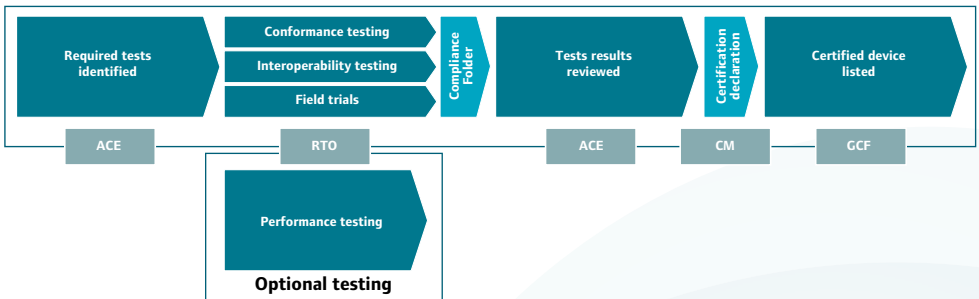 Required tests
identified
Conformance testing
Interoperability testing
Field trials
Compliance
Folder
Tests results
reviewed
Certification
declaration
Certified device
listed
ACE
RTO
ACE
CM
GCF
Performance testing
Optional testing